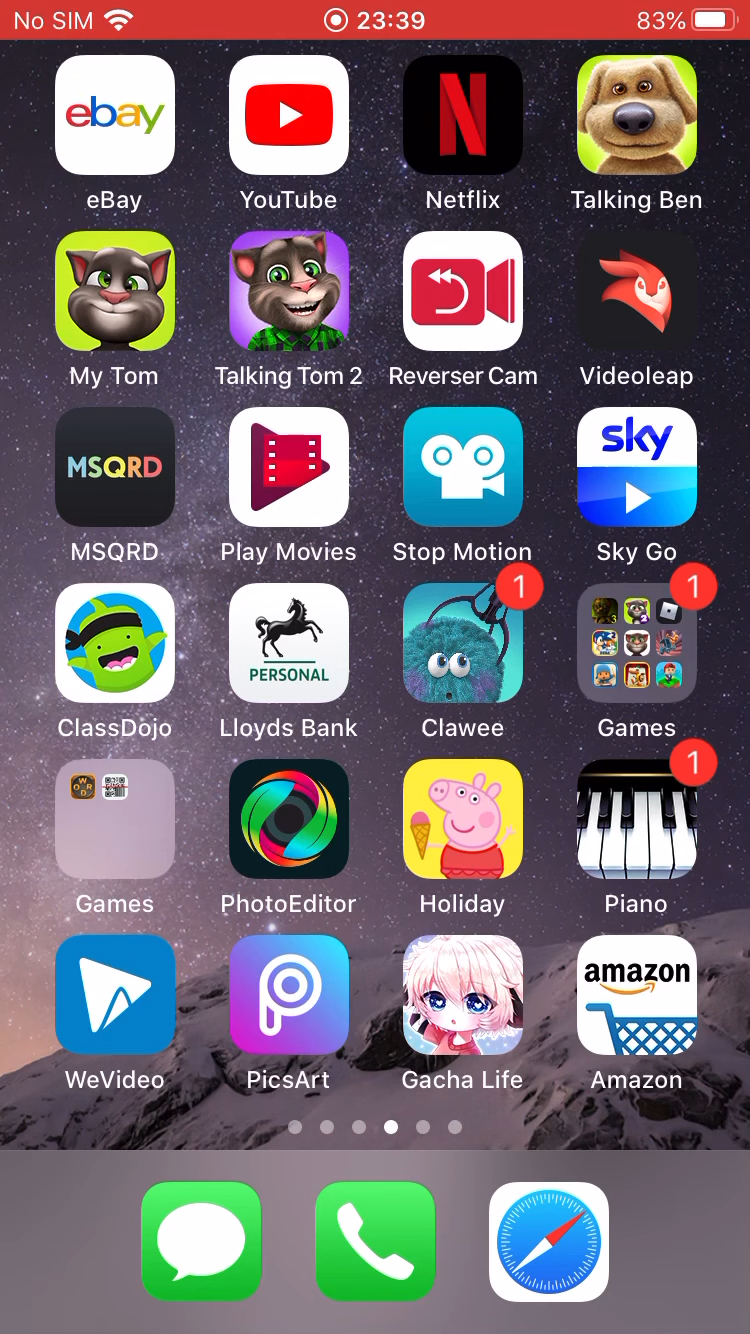 No SIM 23:39 83%
ebay
eBay YouTube Netflix Talking Ben
My Tom Talking Tom 2 Reverser Cam Videoleap
MSQRD sky
MSQRD Play Movies Stop Motion Sky Go
1 1
PERSONAL
ClassDojo Lloyds Bank Clawee Games
1
WORD
Games PhotoEditor Holiday Piano
amazon
WeVideo PicsArt Gacha Life Amazon